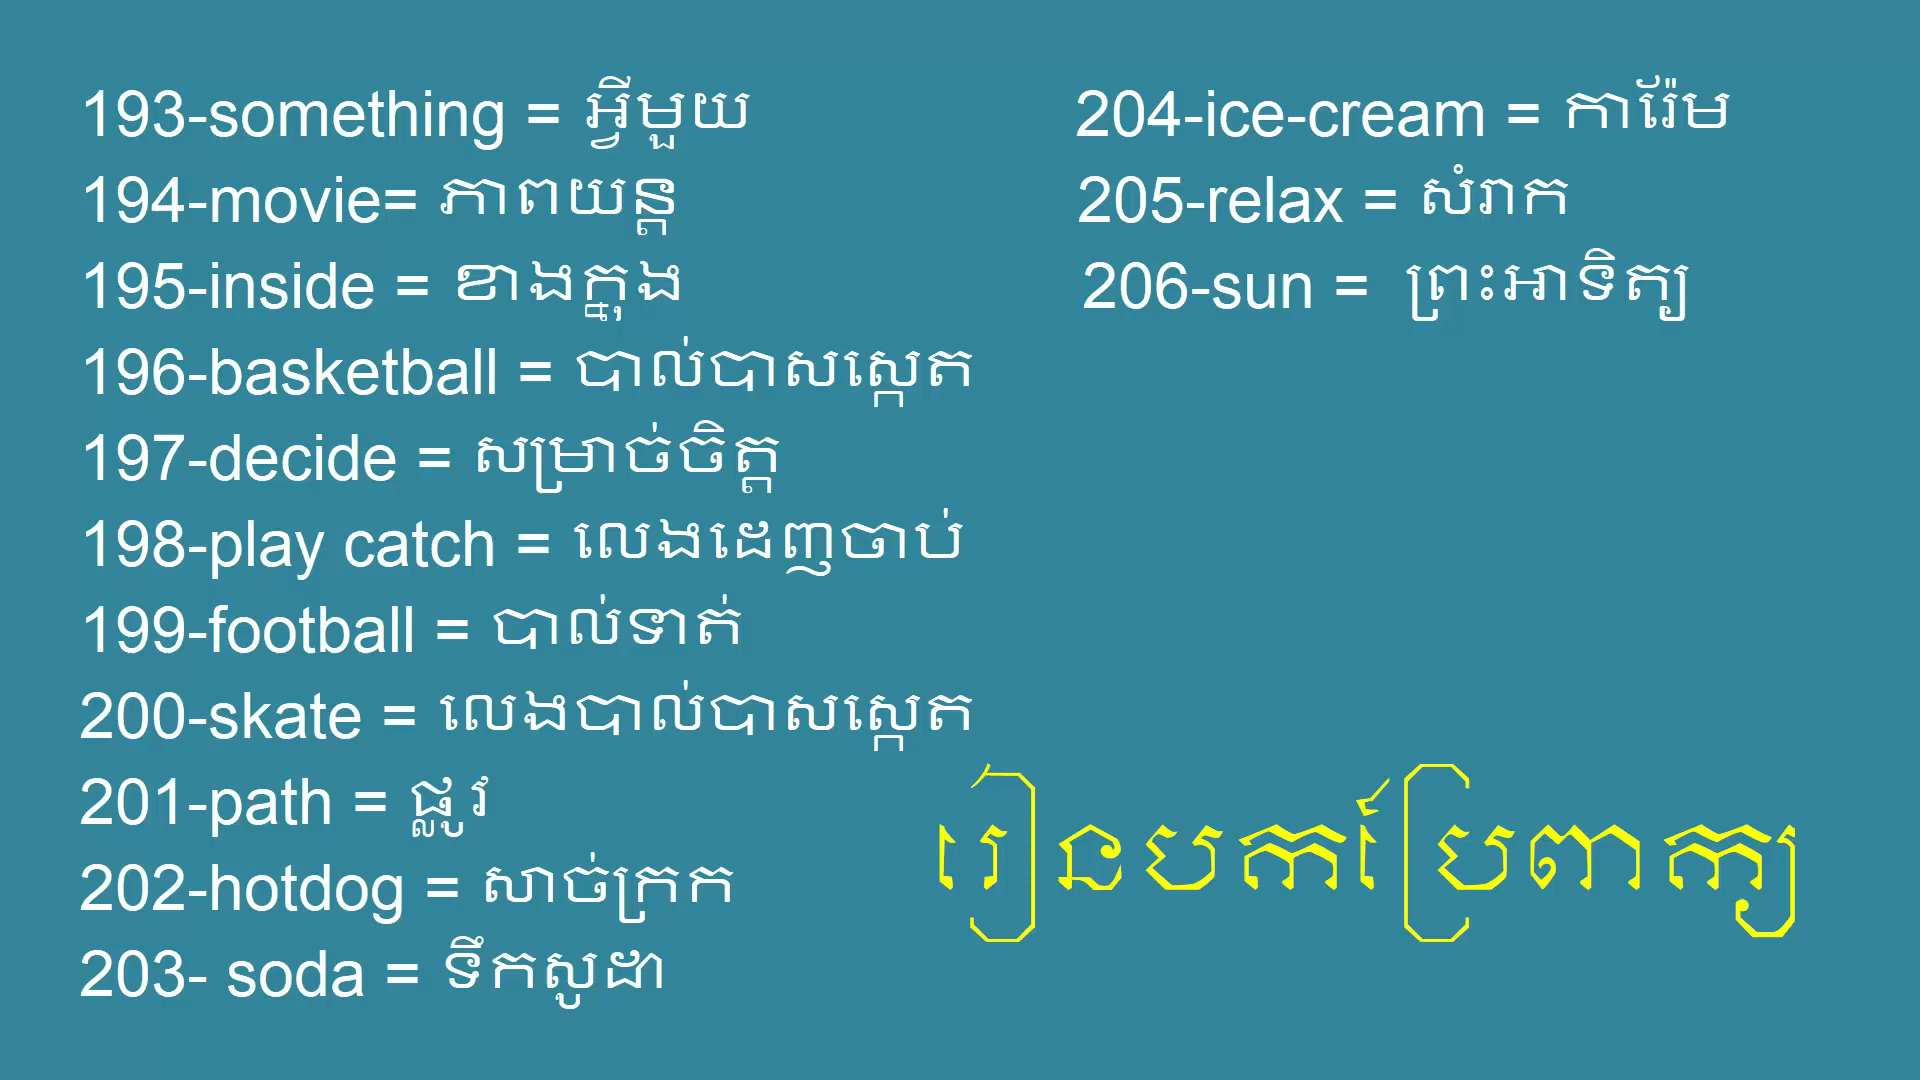 193-something = អ្វីមួយ
194-movie= ភាពយន្ត
195-inside = ខាងក្នុង
196-basketball = បាល់បាសស្កេត
197-decide = សម្រាច់ចិត្ត
198-play catch = លេងដេញចាប់
199-football = បាល់ទាត់
200-skate = លេងបាល់បាសស្កេត
201-path = ផ្លូវ
202-hotdog = សាច់ក្រក
203- soda = ទឹកសូដា
204-ice-cream = ការ៉ែម
205-relax = សំរាក
206-sun = ព្រះអាទិត្យ
រៀនបកប្រែពាក្យ